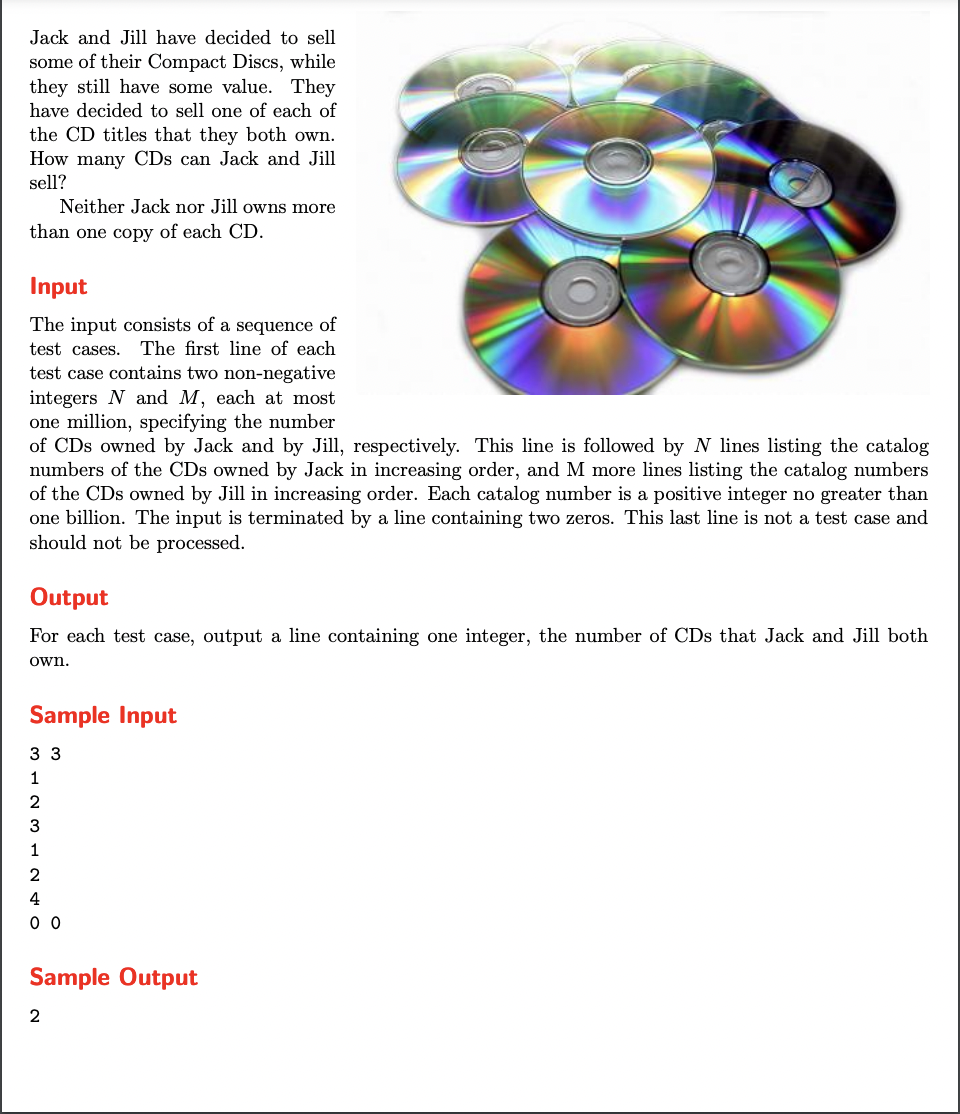 Jack and Jill have decided to sell
some of their Compact Discs, while
they still have some value. They
have decided to sell one of each of
the CD titles that they both own.
How many CDs can Jack and Jill
sell?
Neither Jack nor Jill owns more
than one copy of each CD.
Input
The input consists of a sequence of
test cases. The first line of each
test case contains two non-negative
integers N and M, each at most
one million, specifying the number
of CDs owned by Jack and by Jill, respectively. This line is followed by N lines listing the catalog
numbers of the CDs owned by Jack in increasing order, and M more lines listing the catalog numbers
of the CDs owned by Jill in increasing order. Each catalog number is a positive integer no greater than
one billion. The input is terminated by a line containing two zeros. This last line is not a test case and
should not be processed.
Output
For each test case, output a line containing one integer, the number of CDs that Jack and Jill both
own.
Sample Input
3 3
1
2
3
1
2
4
0 0
Sample Output
2